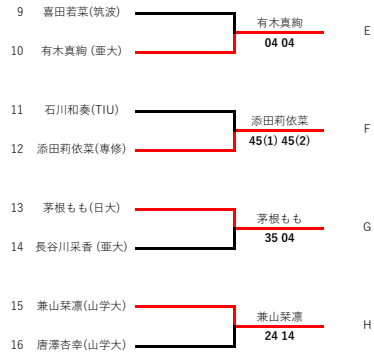 9 喜田若菜(筑波)
有木真絢
E
04 04
10 有木真絢 (亜大)
11 石川和奏(TIU)
添田莉依菜
F
45(1) 45(2)
12 添田莉依菜(専修)
13 茅根もも(日大)
茅根もも
G
35 04
14 長谷川采香 (亜大)
15 兼山栞凛(山学大)
兼山栞凛
H
24 14
16 唐澤杏幸(山学大)